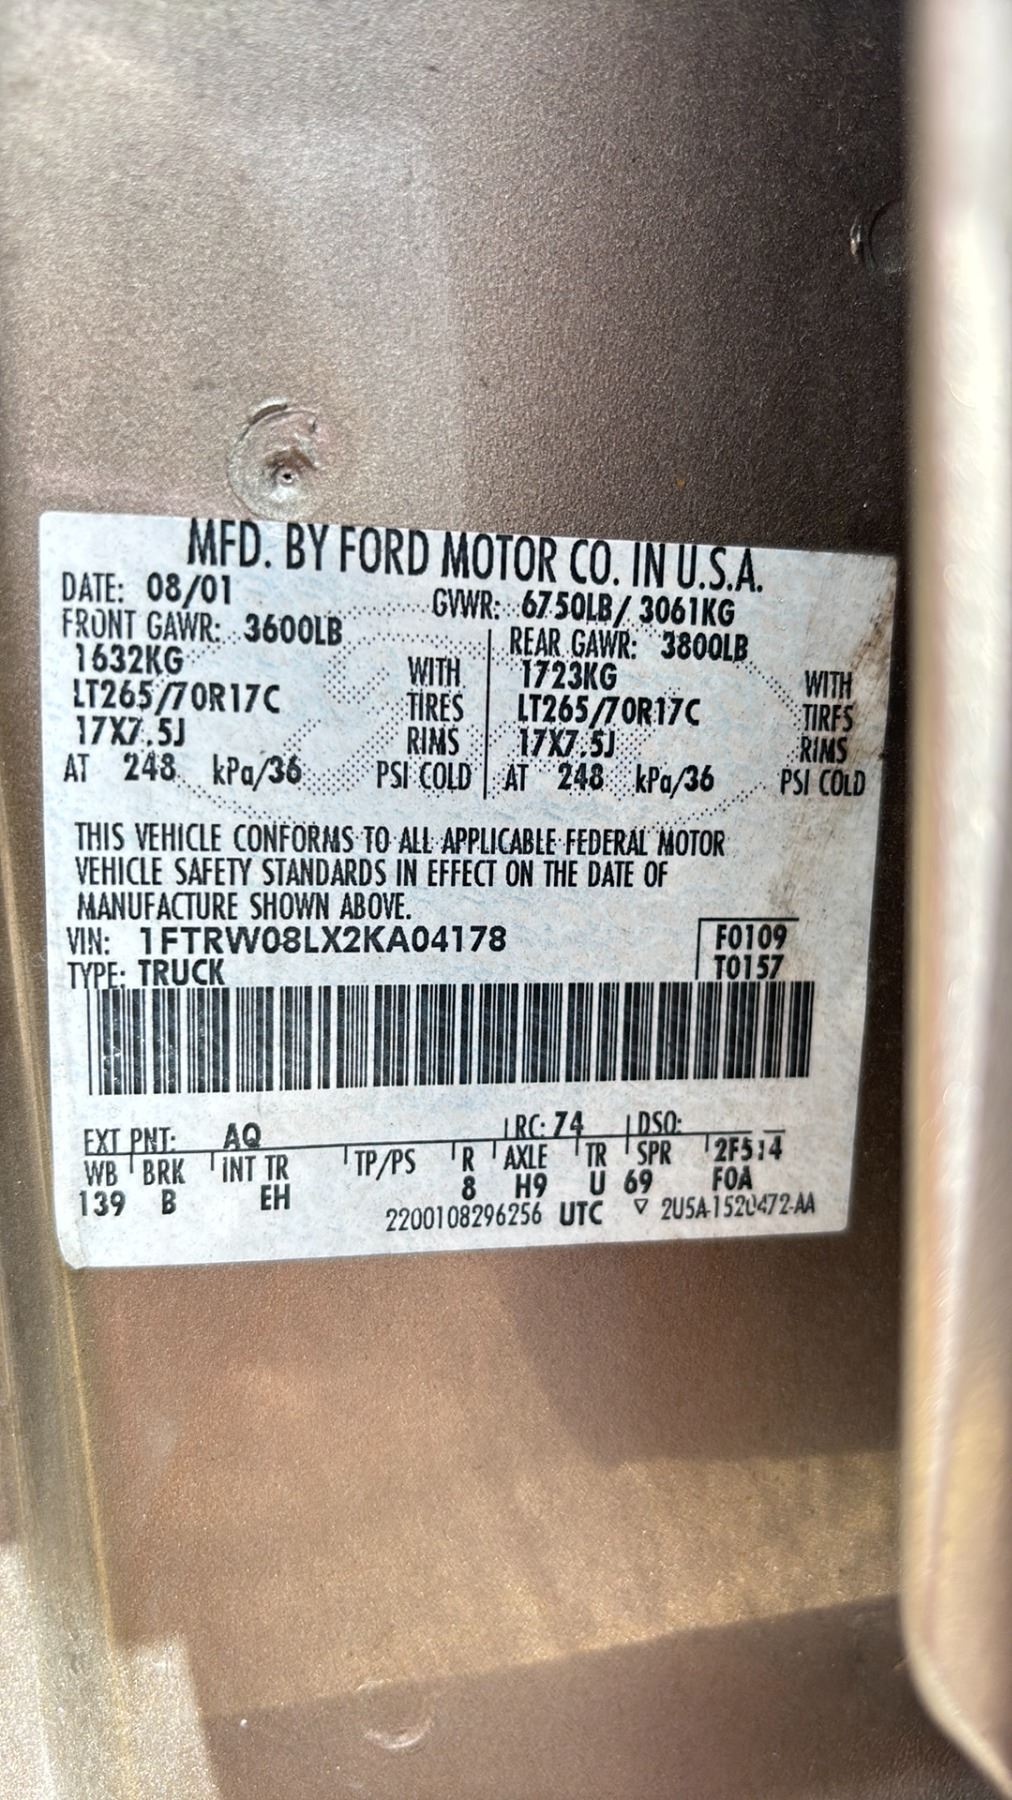 MFD. BY FORD MOTOR CO. IN U.S.A.
DATE: 08/01 GVWR: 6750LB/ 3061KG
FRONT GAWR: 3600LB REAR GAWR: 3800LB
1632KG WITH 1723KG WITH
LT265/70R17C TIRES LT265/70R17C TIRES
17X7.5J RIMS 17X7.5J RIMS
AT 248 kPa/36 PSI COLD AT 248 kPa/36 PSI COLD
THIS VEHICLE CONFORMS TO ALL APPLICABLE FEDERAL MOTOR
VEHICLE SAFETY STANDARDS IN EFFECT ON THE DATE OF
MANUFACTURE SHOWN ABOVE.
VIN: 1FTRW08LX2KA04178 F0109
TYPE: TRUCK T0157
EXT PNT: AQ RC: 74 DSO:
WB BRK INT TR TP/PS R AXLE TR SPR 2F514
139 B EH 8 H9 U 69 FOA
2200108296256 UTC ▽ 2U5A-1520472-AA